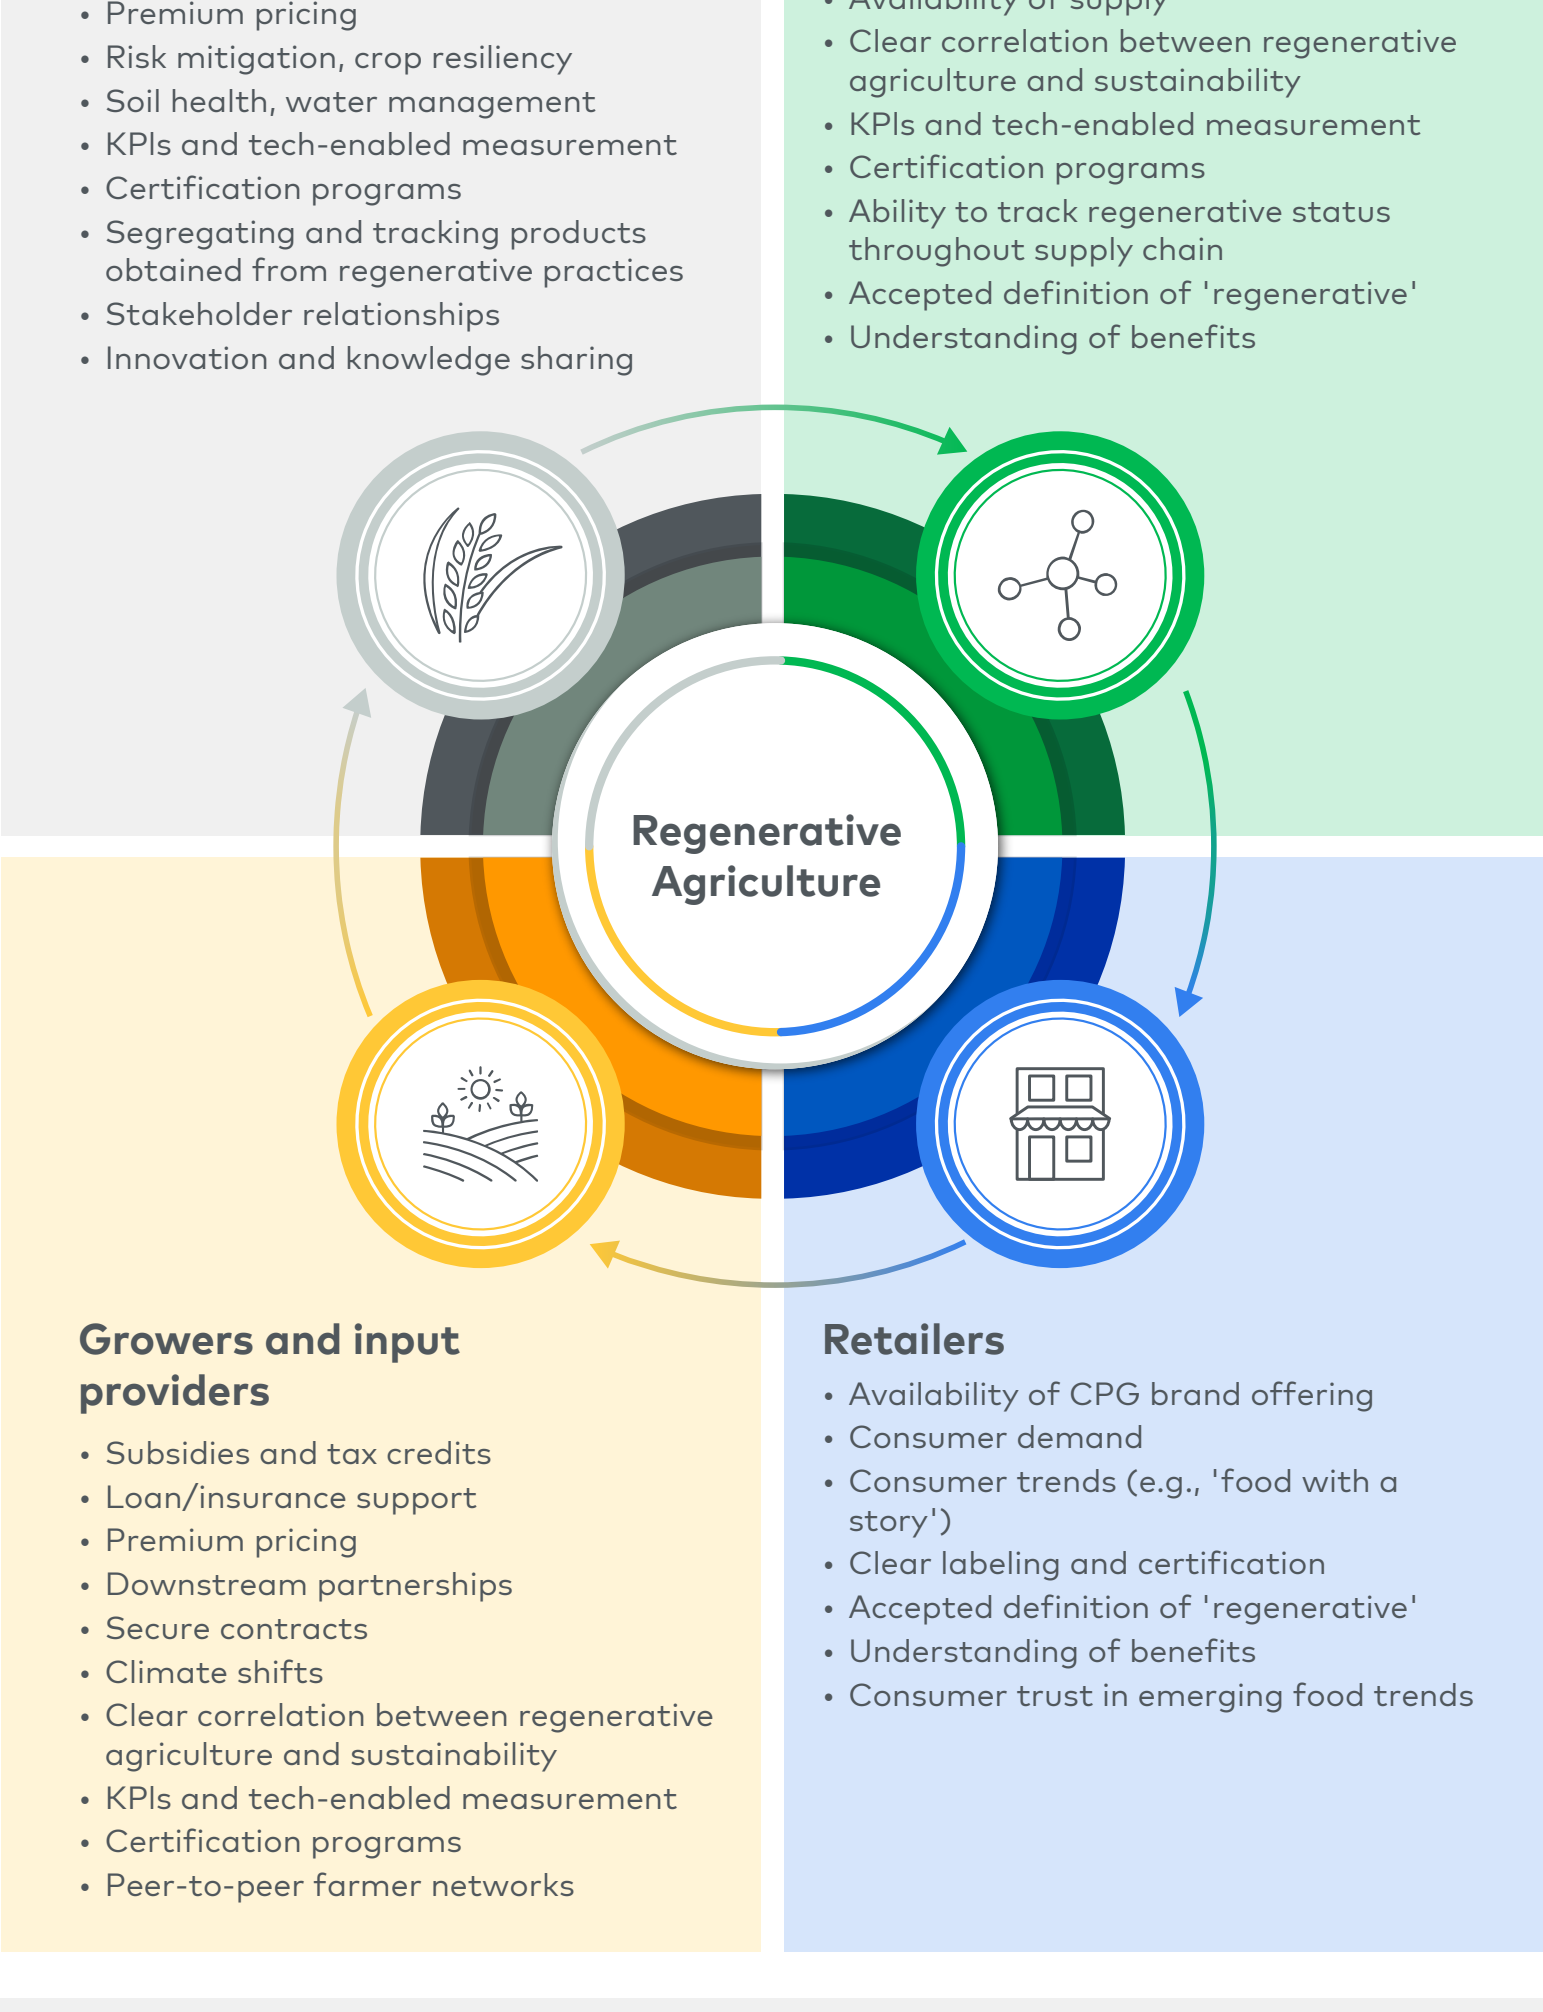 • Premium pricing
• Risk mitigation, crop resiliency
• Soil health, water management
• KPIs and tech-enabled measurement
• Certification programs
• Segregating and tracking products
obtained from regenerative practices
• Stakeholder relationships
• Innovation and knowledge sharing
• Availability of supply
• Clear correlation between regenerative
agriculture and sustainability
• KPIs and tech-enabled measurement
• Certification programs
• Ability to track regenerative status
throughout supply chain
• Accepted definition of 'regenerative'
• Understanding of benefits
Regenerative
Agriculture
Growers and input
providers
• Subsidies and tax credits
• Loan/insurance support
• Premium pricing
• Downstream partnerships
• Secure contracts
• Climate shifts
• Clear correlation between regenerative
agriculture and sustainability
• KPIs and tech-enabled measurement
• Certification programs
• Peer-to-peer farmer networks
Retailers
• Availability of CPG brand offering
• Consumer demand
• Consumer trends (e.g., 'food with a
story')
• Clear labeling and certification
• Accepted definition of 'regenerative'
• Understanding of benefits
• Consumer trust in emerging food trends